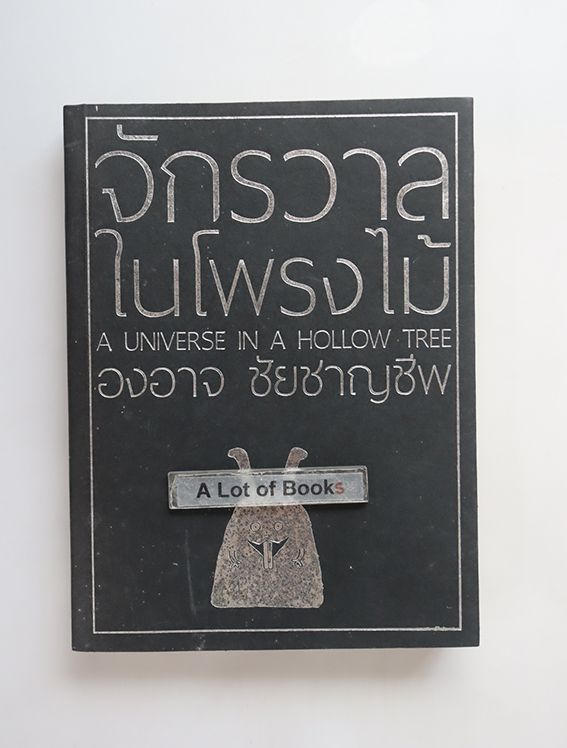 จักรวาล
ในโพรงไม้
A UNIVERSE IN A HOLLOW TREE
องอาจ ชัยชาญชีพ
A Lot of Books